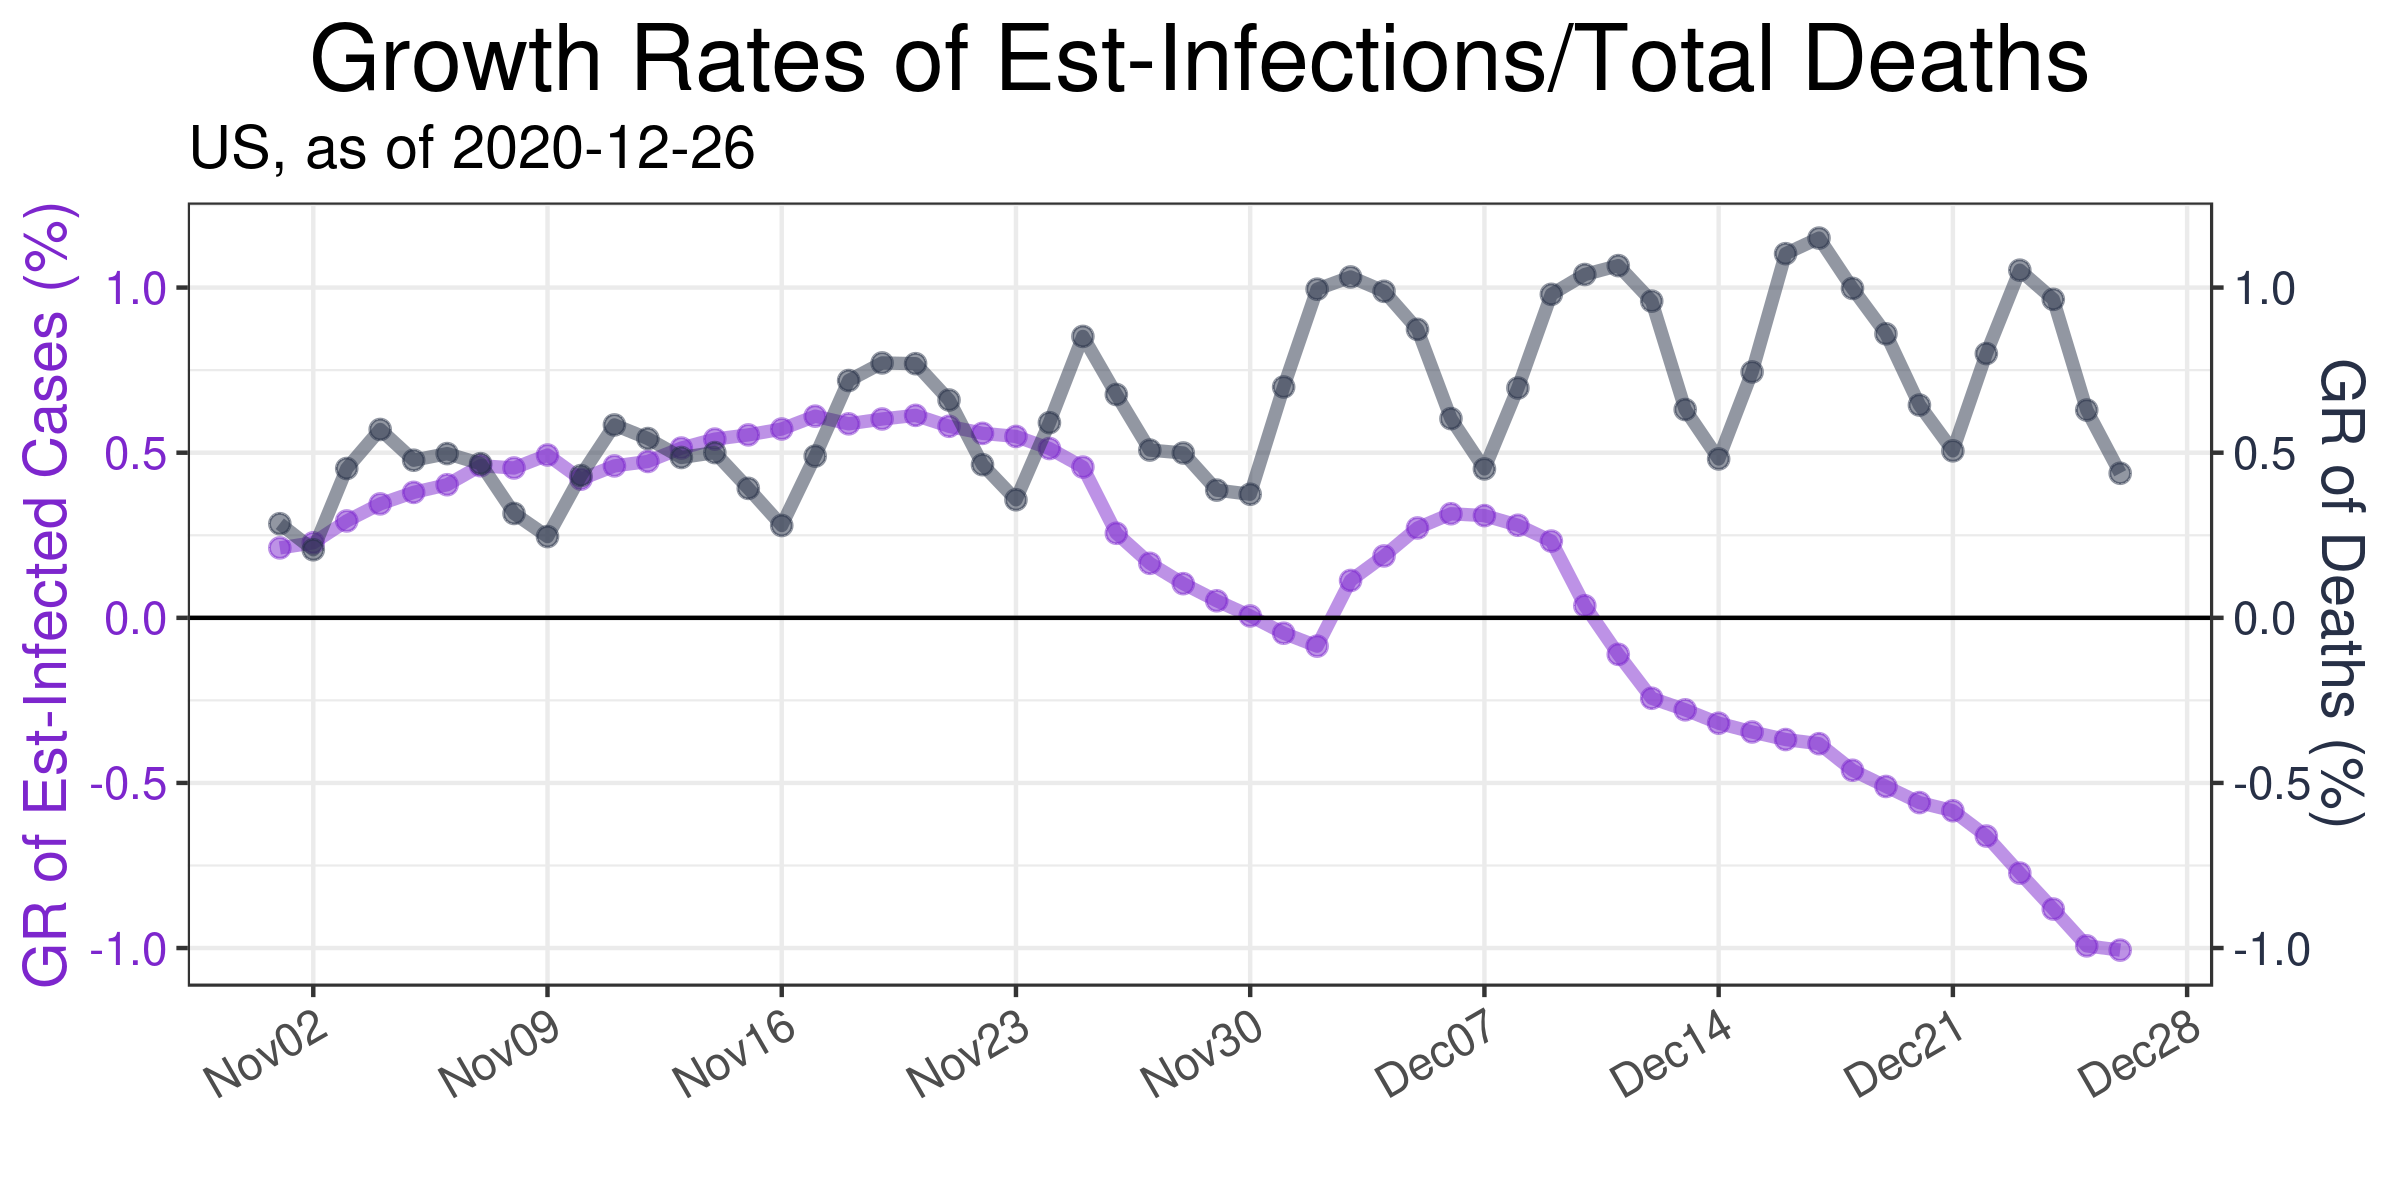 Growth Rates of Est-Infections/Total Deaths
US, as of 2020-12-26
GR of Est-Infected Cases (%)
1.0
0.5
0.0
-0.5
-1.0
1.0
0.5
0.0
-0.5
-1.0
GR of Deaths (%)
Nov02
Nov09
Nov16
Nov23
Nov30
Dec07
Dec14
Dec21
Dec28